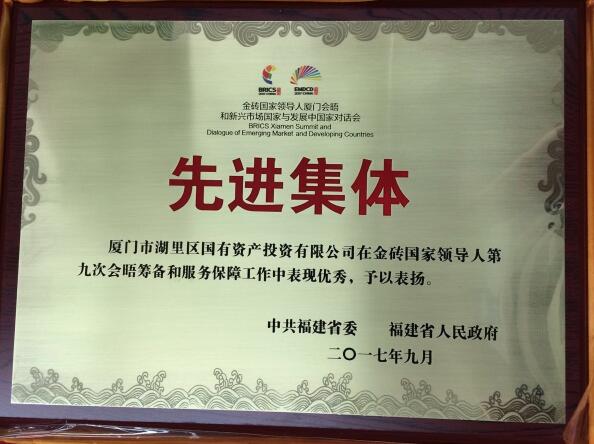 BRICS
2017 CHINA
EMDCD
2017 CHINA
金砖国家领导人厦门会晤
和新兴市场国家与发展中国家对话会
BRICS Xiamen Summit and
Dialogue of Emerging Market and Developing Countries
先进集体
厦门市湖里区国有资产投资有限公司在金砖国家领导人第
九次会晤筹备和服务保障工作中表现优秀，予以表扬。
中共福建省委 福建省人民政府
二〇一七年九月